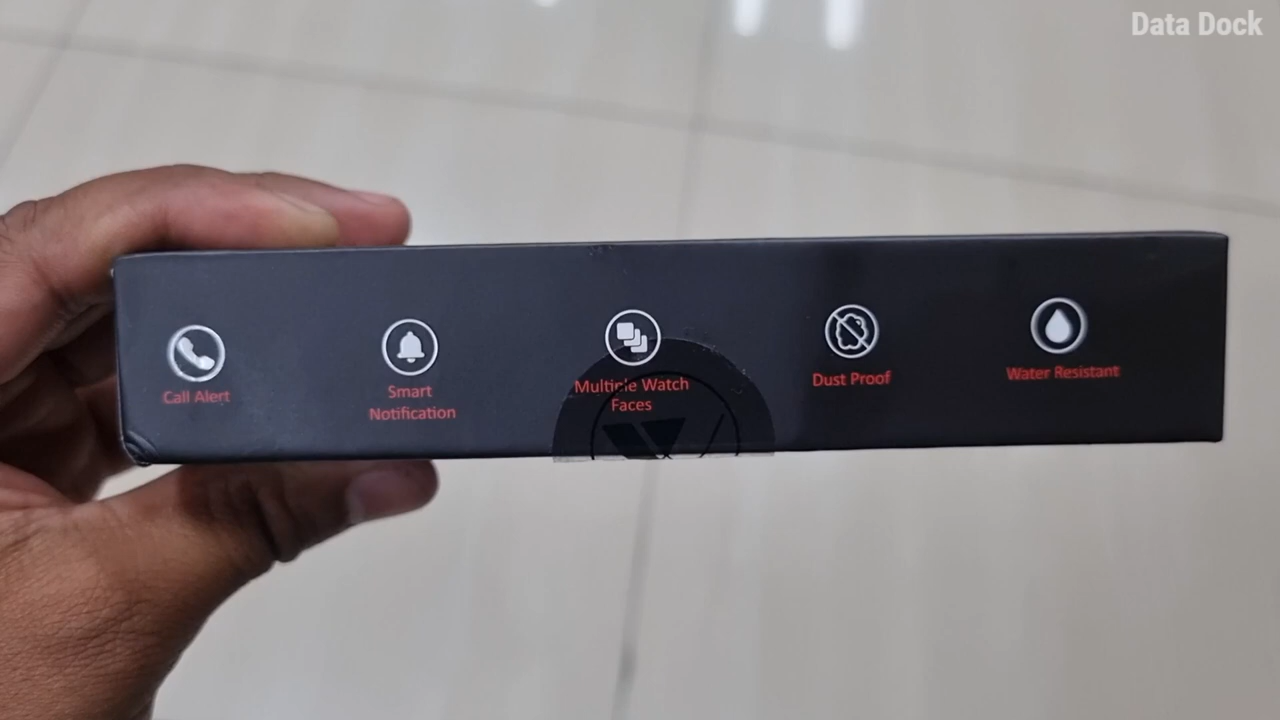 Data Dock
Call Alert
Smart
Notification
Multiple Watch
Faces
Dust Proof
Water Resistant